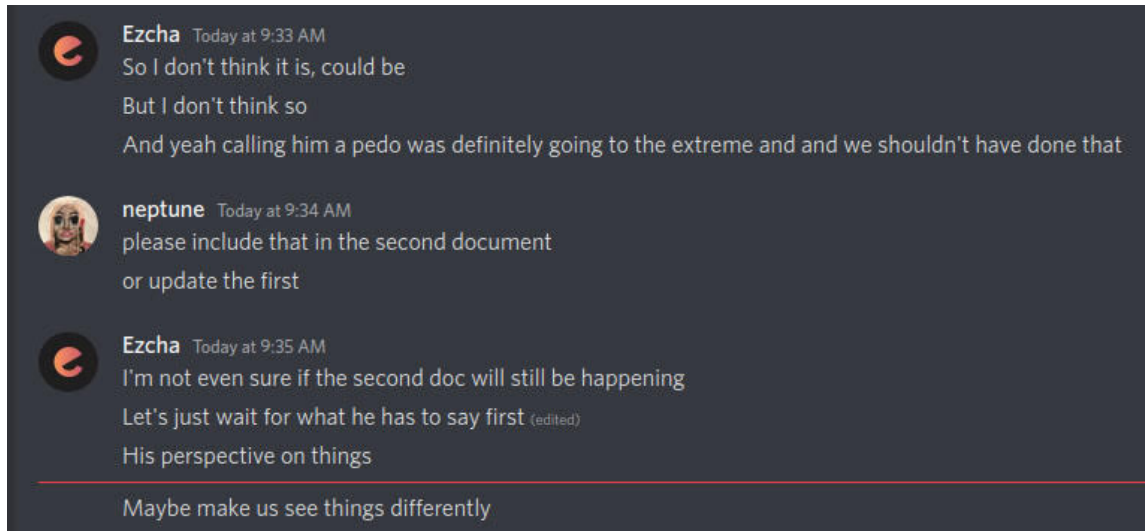 Ezcha Today at 9:33 AM
So I don't think it is, could be
But I don't think so
And yeah calling him a pedo was definitely going to the extreme and and we shouldn't have done that
neptune Today at 9:34 AM
please include that in the second document
or update the first
Ezcha Today at 9:35 AM
I'm not even sure if the second doc will still be happening
Let's just wait for what he has to say first (edited)
His perspective on things
Maybe make us see things differently